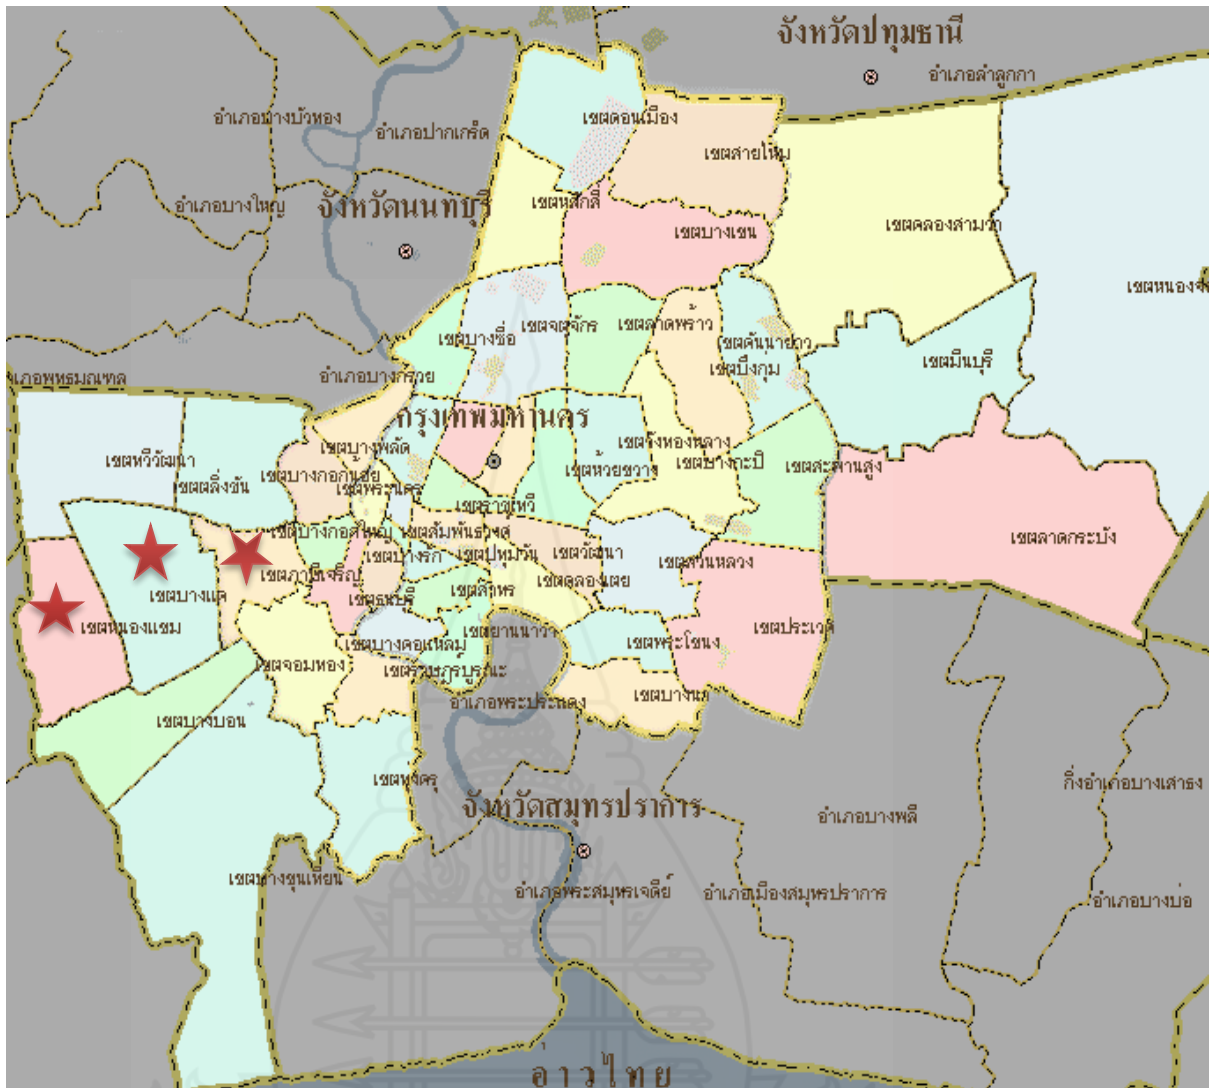 จังหวัดปทุมธานี
อำเภอลำลูกกา
อำเภอบางบัวทอง
เขตดอนเมือง
อำเภอปากเกร็ด
เขตสายไหม
อำเภอบางใหญ่
จังหวัดนนทบุรี
เขตหลักสี่
เขตบางเขน
เขตคลองสามวา
เขตหนองจ
เขตบางซื่อ
เขตจตุจักร
เขตลาดพร้าว
เขตคันนายาว
เขตบึงกุ่ม
เขตมีนบุรี
เภอพุทธมณฑล
อำเภอบางกรวย
กรุงเทพมหานคร
เขตบางพลัด
เขตวังทองหลาง
เขตทวีวัฒนา
เขตตลิ่งชัน
เขตบางกอกน้อย
เขตพระนคร
เขตห้วยขวาง
เขตบางกะปิ
เขตสะพานสูง
เขตราชเทวี
เขตบางกอกใหญ่
เขตสัมพันธวงศ์
เขตลาดกระบัง
เขตภาษีเจริญ
เขตบางรัก
เขตปทุมวัน
เขตวัฒนา
เขตสวนหลวง
เขตบางแค
เขตธนบุรี
เขตสาทร
เขตคลองเตย
เขตหนองแขม
เขตบางคอแหลม
เขตยานนาวา
เขตพระโขนง
เขตประเวศ
เขตจอมทอง
เขตราษฎร์บูรณะ
อำเภอพระประแดง
เขตบางนา
เขตบางบอน
เขตทุ่งครุ
จังหวัดสมุทรปราการ
กิ่งอำเภอบางเสาธง
อำเภอบางพลี
เขตบางขุนเทียน
อำเภอพระสมุทรเจดีย์
อำเภอเมืองสมุทรปราการ
อำเภอบางบ่อ
อ่าวไทย